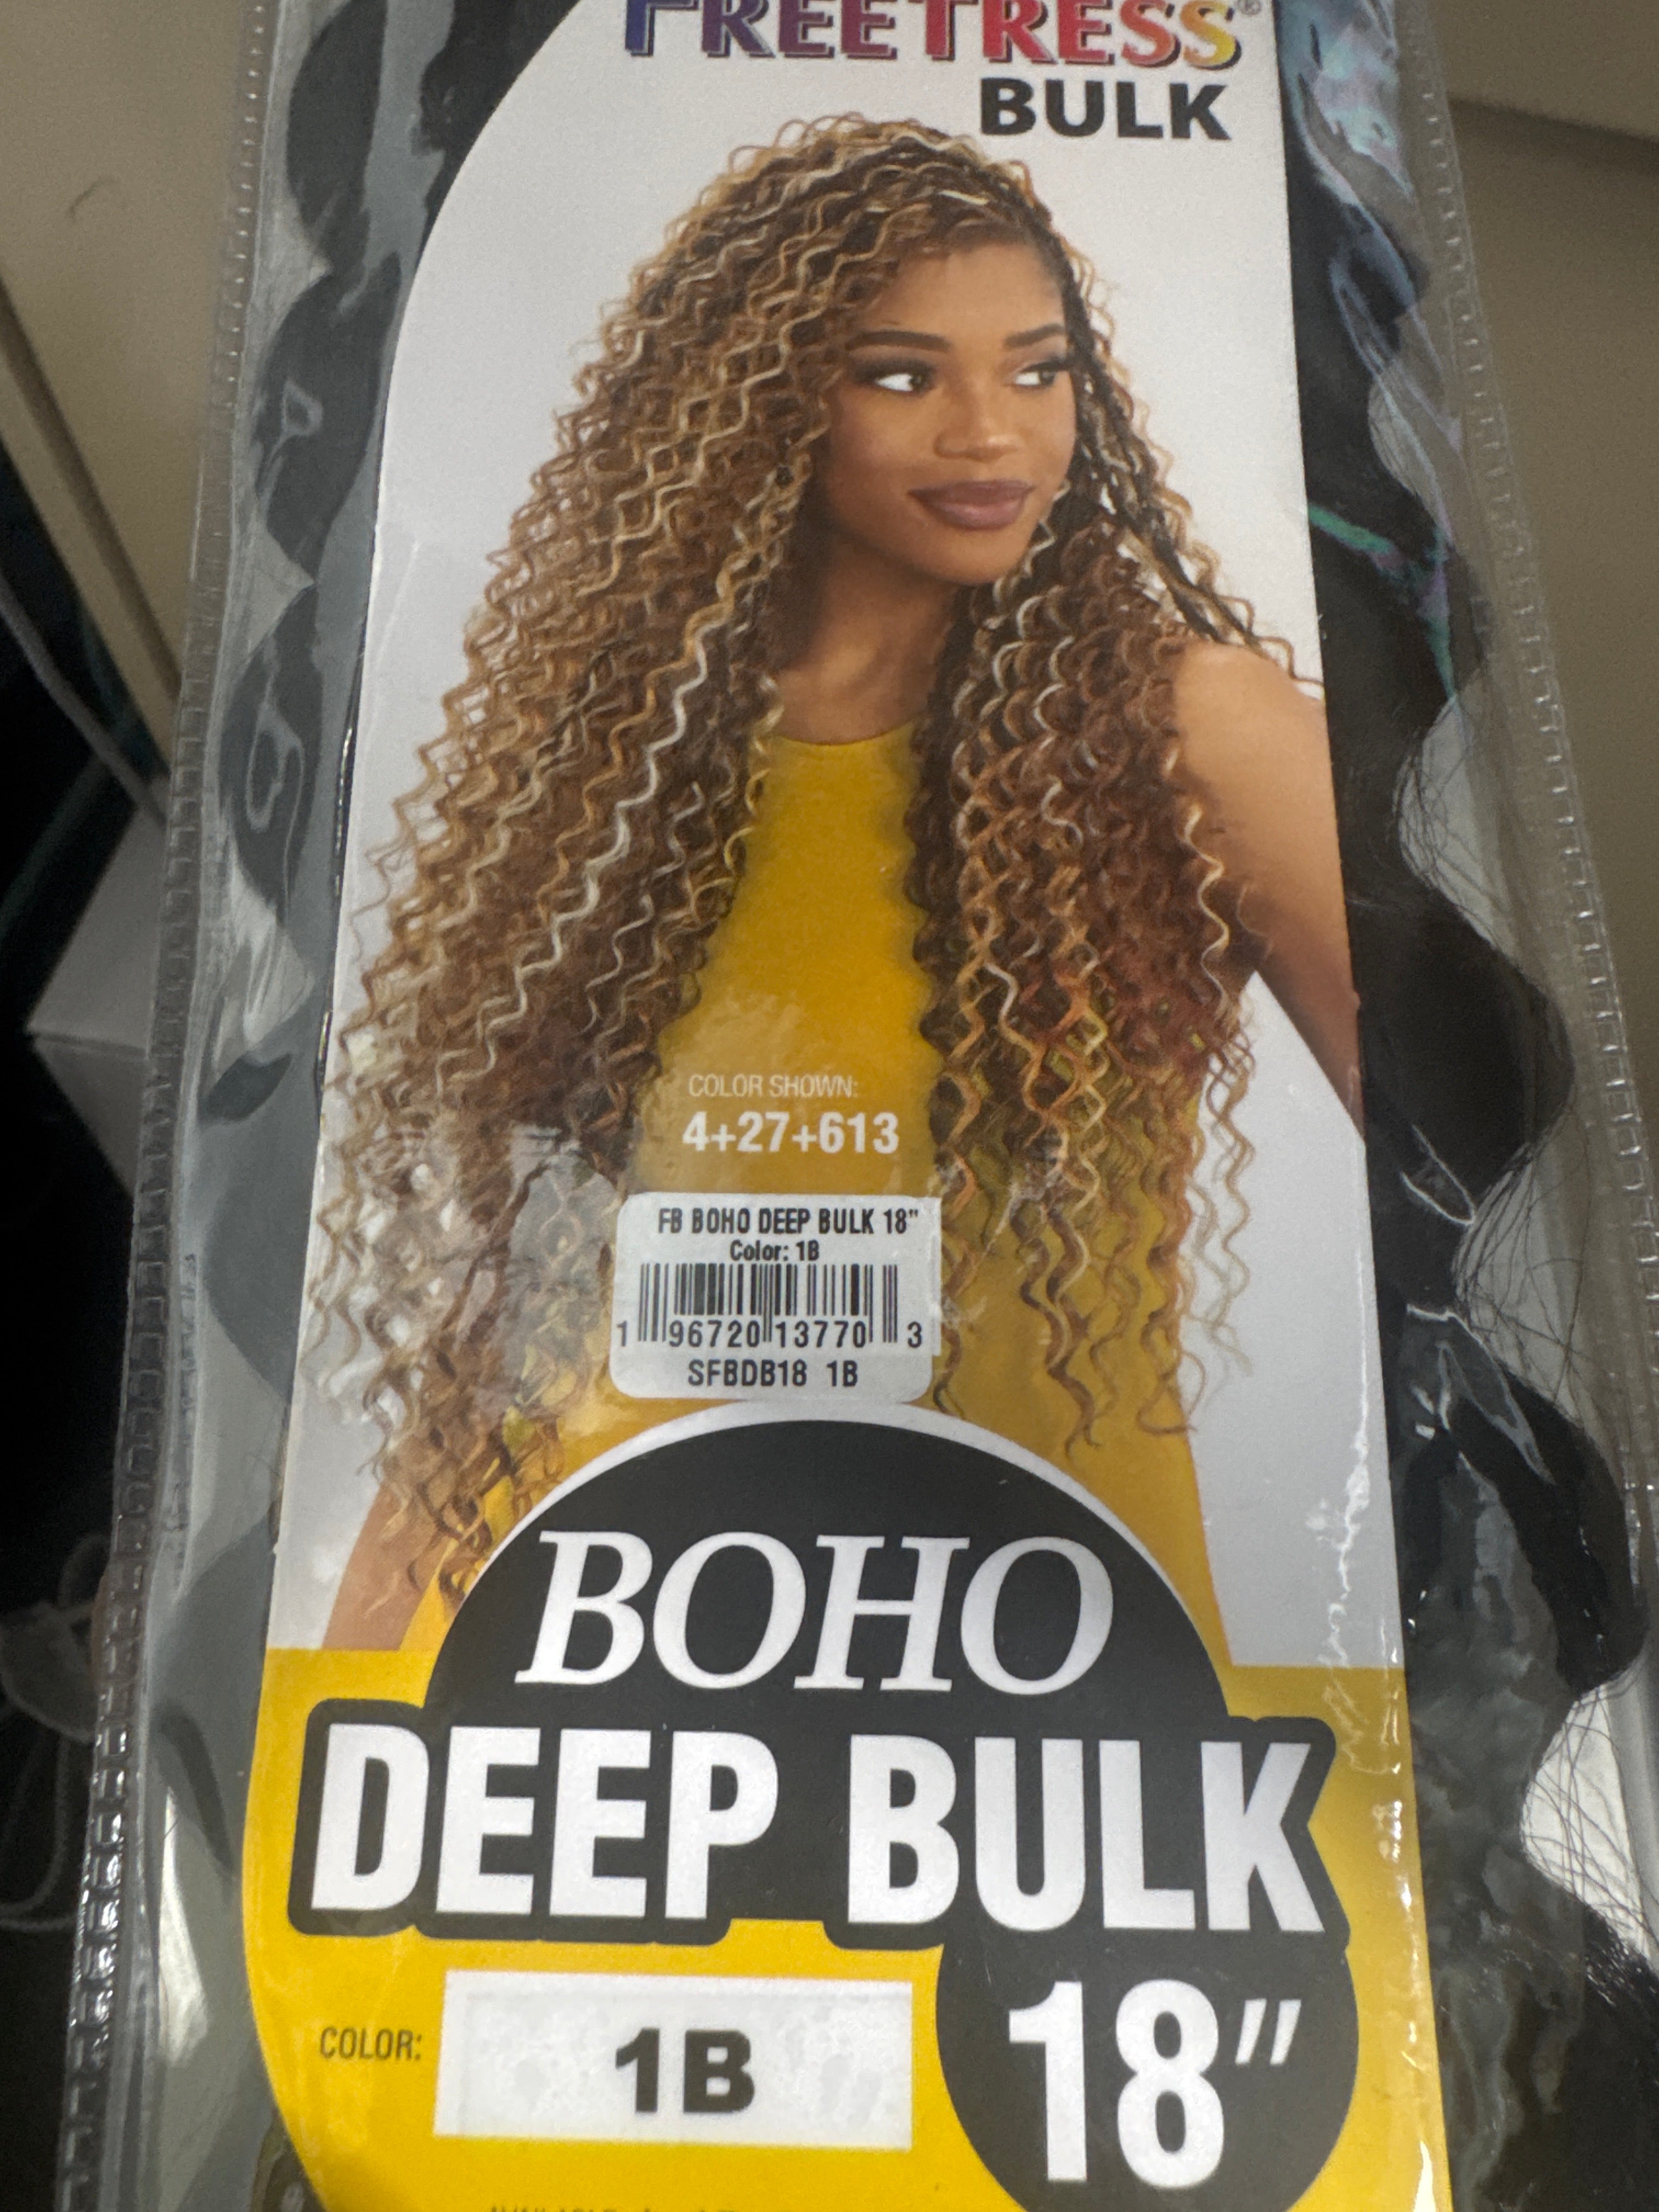 FREETRESS®
BULK
COLOR SHOWN:
4+27+613
FB BOHO DEEP BULK 18"
Color: 1B
1 96720 13770 3
SFBDB18 1B
BOHO
DEEP BULK
COLOR:
1B
18"